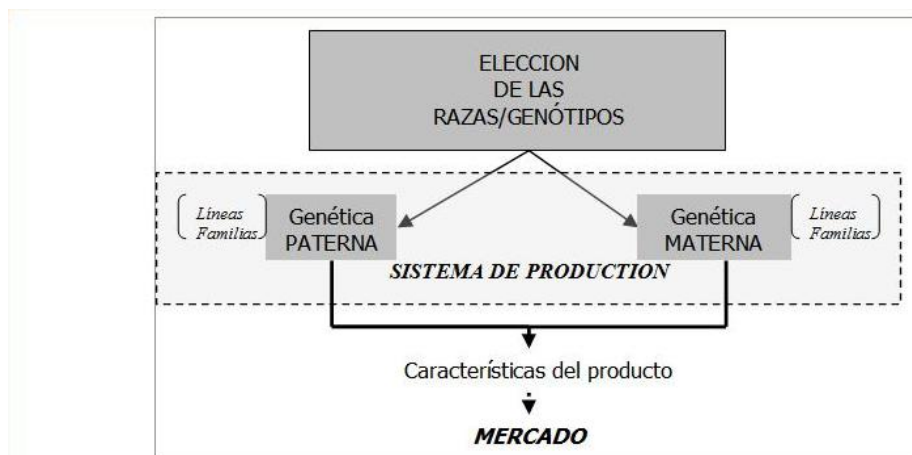 ELECCION
DE LAS
RAZAS/GENÓTIPOS
Líneas
Familias
Genética
PATERNA
Genética
MATERNA
Líneas
Familias
SISTEMA DE PRODUCTION
Características del producto
MERCADO